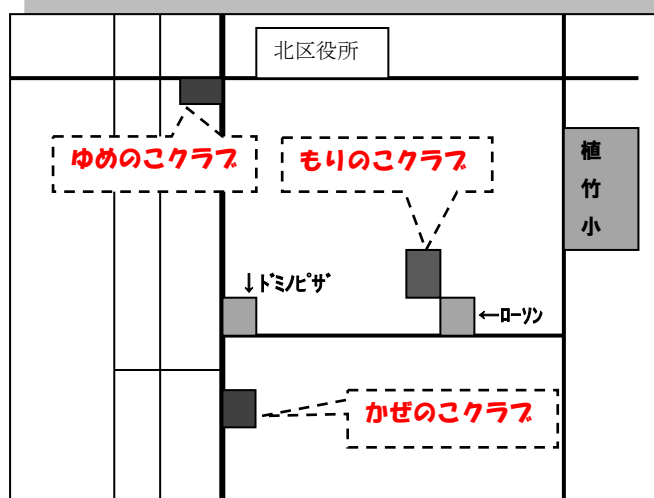 北区役所
ゆめのこクラブ
もりのこクラブ
植
竹
小
↓ﾄﾞﾐﾉﾋﾟｻﾞ
←ﾛｰｿﾝ
かぜのこクラブ